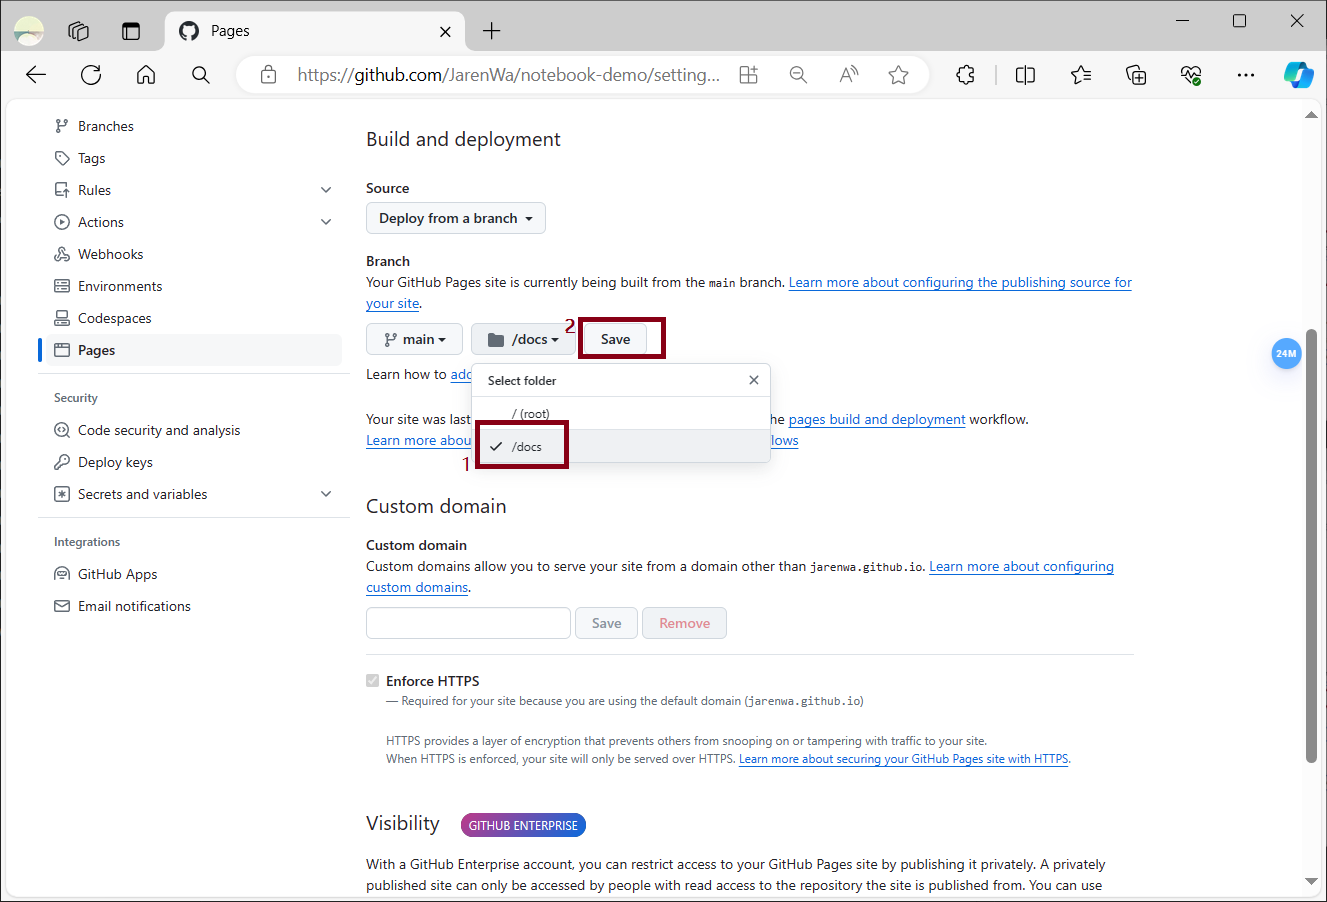 Pages
https://github.com/JarenWa/notebook-demo/setting...
Branches
Tags
Rules
Actions
Webhooks
Environments
Codespaces
Pages
Security
Code security and analysis
Deploy keys
Secrets and variables
Integrations
GitHub Apps
Email notifications
Build and deployment
Source
Deploy from a branch
Branch
Your GitHub Pages site is currently being built from the main branch. Learn more about configuring the publishing source for
your site.
main
/docs
2
Save
Learn how to add
Select folder
/ (root)
Your site was last
the pages build and deployment workflow.
Learn more about
flows
1
/docs
24M
Custom domain
Custom domain
Custom domains allow you to serve your site from a domain other than jarenwa.github.io. Learn more about configuring
custom domains.
Save
Remove
Enforce HTTPS
— Required for your site because you are using the default domain (jarenwa.github.io)
HTTPS provides a layer of encryption that prevents others from snooping on or tampering with traffic to your site.
When HTTPS is enforced, your site will only be served over HTTPS. Learn more about securing your GitHub Pages site with HTTPS.
Visibility
GITHUB ENTERPRISE
With a GitHub Enterprise account, you can restrict access to your GitHub Pages site by publishing it privately. A privately
published site can only be accessed by people with read access to the repository the site is published from. You can use